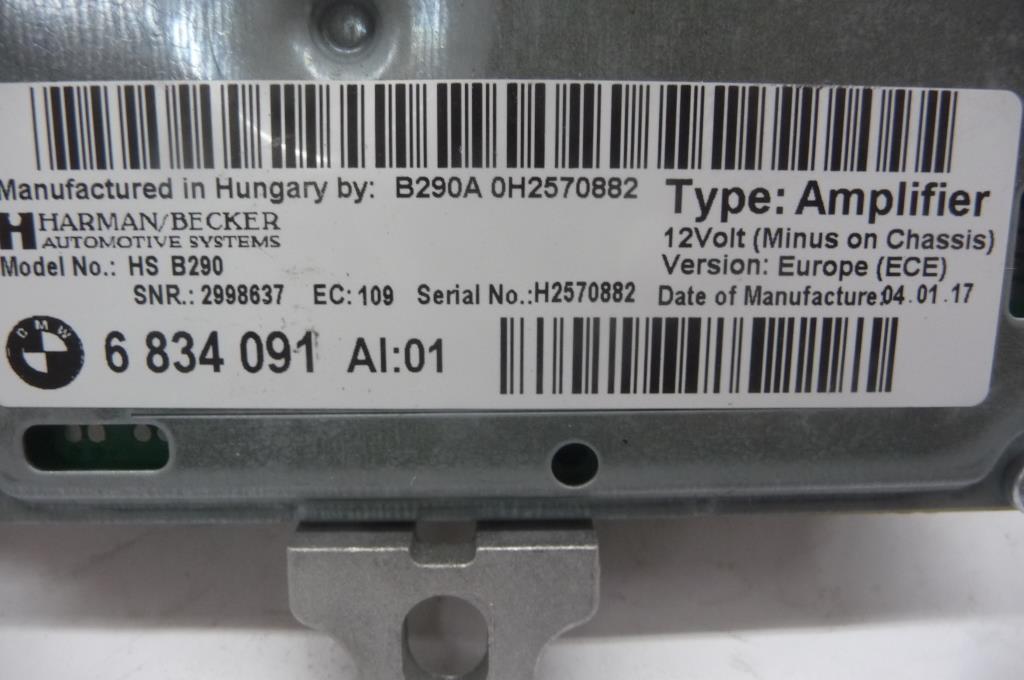 Manufactured in Hungary by: B290A 0H2570882
Type: Amplifier
HARMAN/BECKER
AUTOMOTIVE SYSTEMS
12Volt (Minus on Chassis)
Model No.: HS B290
Version: Europe (ECE)
SNR.: 2998637 EC: 109 Serial No.:H2570882 Date of Manufacture:04.01.17
BMW 6 834 091 AI:01